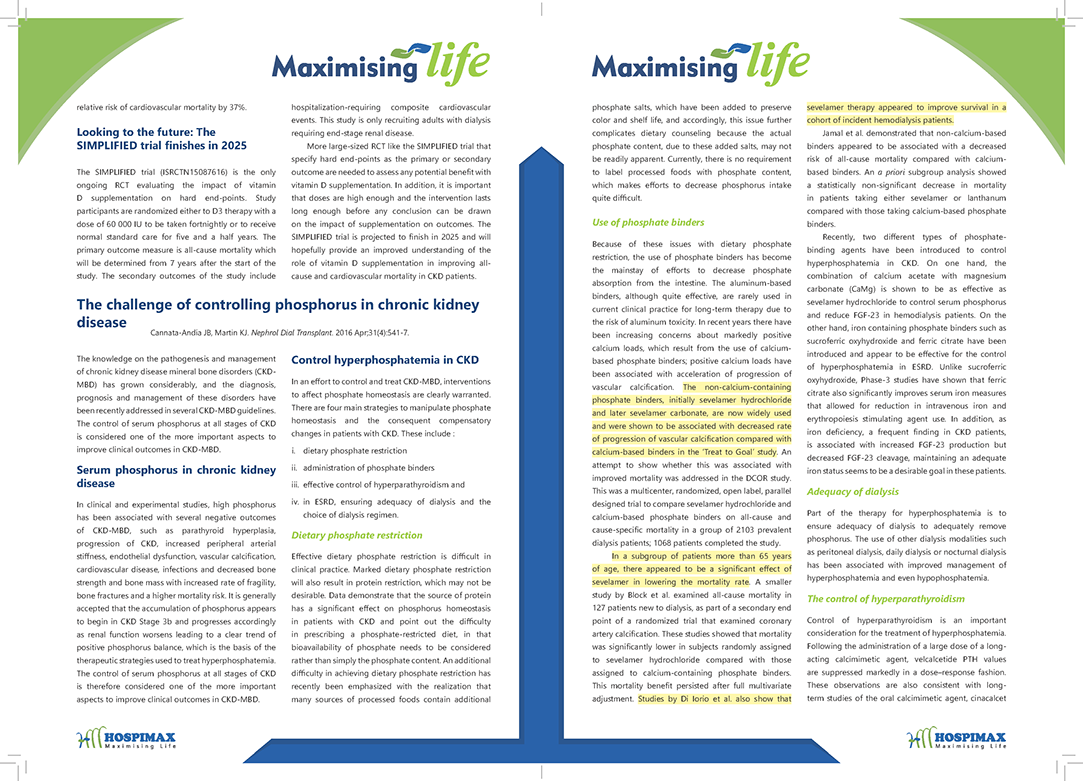 Maximising life
relative risk of cardiovascular mortality by 37%.
Looking to the future: The
SIMPLIFIED trial finishes in 2025
The SIMPLIFIED trial (ISRCTN15087616) is the only
ongoing RCT evaluating the impact of vitamin
D supplementation on hard end-points. Study
participants are randomized either to D3 therapy with a
dose of 60 000 IU to be taken fortnightly or to receive
normal standard care for five and a half years. The
primary outcome measure is all-cause mortality which
will be determined from 7 years after the start of the
study. The secondary outcomes of the study include
hospitalization-requiring composite cardiovascular
events. This study is only recruiting adults with dialysis
requiring end-stage renal disease.
More large-sized RCT like the SIMPLIFIED trial that
specify hard end-points as the primary or secondary
outcome are needed to assess any potential benefit with
vitamin D supplementation. In addition, it is important
that doses are high enough and the intervention lasts
long enough before any conclusion can be drawn
on the impact of supplementation on outcomes. The
SIMPLIFIED trial is projected to finish in 2025 and will
hopefully provide an improved understanding of the
role of vitamin D supplementation in improving all-
cause and cardiovascular mortality in CKD patients.
The challenge of controlling phosphorus in chronic kidney
disease
Cannata-Andia JB, Martin KJ. Nephrol Dial Transplant. 2016 Apr;31(4):541-7.
The knowledge on the pathogenesis and management
of chronic kidney disease mineral bone disorders (CKD-
MBD) has grown considerably, and the diagnosis,
prognosis and management of these disorders have
been recently addressed in several CKD-MBD guidelines.
The control of serum phosphorus at all stages of CKD
is considered one of the more important aspects to
improve clinical outcomes in CKD-MBD.
Serum phosphorus in chronic kidney
disease
In clinical and experimental studies, high phosphorus
has been associated with several negative outcomes
of CKD-MBD, such as parathyroid hyperplasia,
progression of CKD, increased peripheral arterial
stiffness, endothelial dysfunction, vascular calcification,
cardiovascular disease, infections and decreased bone
strength and bone mass with increased rate of fragility,
bone fractures and a higher mortality risk. It is generally
accepted that the accumulation of phosphorus appears
to begin in CKD Stage 3b and progresses accordingly
as renal function worsens leading to a clear trend of
positive phosphorus balance, which is the basis of the
therapeutic strategies used to treat hyperphosphatemia.
The control of serum phosphorus at all stages of CKD
is therefore considered one of the more important
aspects to improve clinical outcomes in CKD-MBD.
Control hyperphosphatemia in CKD
In an effort to control and treat CKD-MBD, interventions
to affect phosphate homeostasis are clearly warranted.
There are four main strategies to manipulate phosphate
homeostasis and the consequent compensatory
changes in patients with CKD. These include :
i. dietary phosphate restriction
ii. administration of phosphate binders
iii. effective control of hyperparathyroidism and
iv. in ESRD, ensuring adequacy of dialysis and the
choice of dialysis regimen.
Dietary phosphate restriction
Effective dietary phosphate restriction is difficult in
clinical practice. Marked dietary phosphate restriction
will also result in protein restriction, which may not be
desirable. Data demonstrate that the source of protein
has a significant effect on phosphorus homeostasis
in patients with CKD and point out the difficulty
in prescribing a phosphate-restricted diet, in that
bioavailability of phosphate needs to be considered
rather than simply the phosphate content. An additional
difficulty in achieving dietary phosphate restriction has
recently been emphasized with the realization that
many sources of processed foods contain additional
HOSPIMAX
Maximising Life
Maximising life
phosphate salts, which have been added to preserve
color and shelf life, and accordingly, this issue further
complicates dietary counseling because the actual
phosphate content, due to these added salts, may not
be readily apparent. Currently, there is no requirement
to label processed foods with phosphate content,
which makes efforts to decrease phosphorus intake
quite difficult.
Use of phosphate binders
Because of these issues with dietary phosphate
restriction, the use of phosphate binders has become
the mainstay of efforts to decrease phosphate
absorption from the intestine. The aluminum-based
binders, although quite effective, are rarely used in
current clinical practice for long-term therapy due to
the risk of aluminum toxicity. In recent years there have
been increasing concerns about markedly positive
calcium loads, which result from the use of calcium-
based phosphate binders; positive calcium loads have
been associated with acceleration of progression of
vascular calcification. The non-calcium-containing
phosphate binders, initially sevelamer hydrochloride
and later sevelamer carbonate, are now widely used
and were shown to be associated with decreased rate
of progression of vascular calcification compared with
calcium-based binders in the 'Treat to Goal' study. An
attempt to show whether this was associated with
improved mortality was addressed in the DCOR study.
This was a multicenter, randomized, open label, parallel
designed trial to compare sevelamer hydrochloride and
calcium-based phosphate binders on all-cause and
cause-specific mortality in a group of 2103 prevalent
dialysis patients; 1068 patients completed the study.
In a subgroup of patients more than 65 years
of age, there appeared to be a significant effect of
sevelamer in lowering the mortality rate. A smaller
study by Block et al. examined all-cause mortality in
127 patients new to dialysis, as part of a secondary end
point of a randomized trial that examined coronary
artery calcification. These studies showed that mortality
was significantly lower in subjects randomly assigned
to sevelamer hydrochloride compared with those
assigned to calcium-containing phosphate binders.
This mortality benefit persisted after full multivariate
adjustment. Studies by Di Iorio et al. also show that
sevelamer therapy appeared to improve survival in a
cohort of incident hemodialysis patients.
Jamal et al. demonstrated that non-calcium-based
binders appeared to be associated with a decreased
risk of all-cause mortality compared with calcium-
based binders. An a priori subgroup analysis showed
a statistically non-significant decrease in mortality
in patients taking either sevelamer or lanthanum
compared with those taking calcium-based phosphate
binders.
Recently, two different types of phosphate-
binding agents have been introduced to control
hyperphosphatemia in CKD. On one hand, the
combination of calcium acetate with magnesium
carbonate (CaMg) is shown to be as effective as
sevelamer hydrochloride to control serum phosphorus
and reduce FGF-23 in hemodialysis patients. On the
other hand, iron containing phosphate binders such as
sucroferric oxyhydroxide and ferric citrate have been
introduced and appear to be effective for the control
of hyperphosphatemia in ESRD. Unlike sucroferric
oxyhydroxide, Phase-3 studies have shown that ferric
citrate also significantly improves serum iron measures
that allowed for reduction in intravenous iron and
erythropoiesis stimulating agent use. In addition, as
iron deficiency, a frequent finding in CKD patients,
is associated with increased FGF-23 production but
decreased FGF-23 cleavage, maintaining an adequate
iron status seems to be a desirable goal in these patients.
Adequacy of dialysis
Part of the therapy for hyperphosphatemia is to
ensure adequacy of dialysis to adequately remove
phosphorus. The use of other dialysis modalities such
as peritoneal dialysis, daily dialysis or nocturnal dialysis
has been associated with improved management of
hyperphosphatemia and even hypophosphatemia.
The control of hyperparathyroidism
Control of hyperparathyroidism is an important
consideration for the treatment of hyperphosphatemia.
Following the administration of a large dose of a long-
acting calcimimetic agent, velcalcetide PTH values
are suppressed markedly in a dose–response fashion.
These observations are also consistent with long-
term studies of the oral calcimimetic agent, cinacalcet
HOSPIMAX
Maximising Life